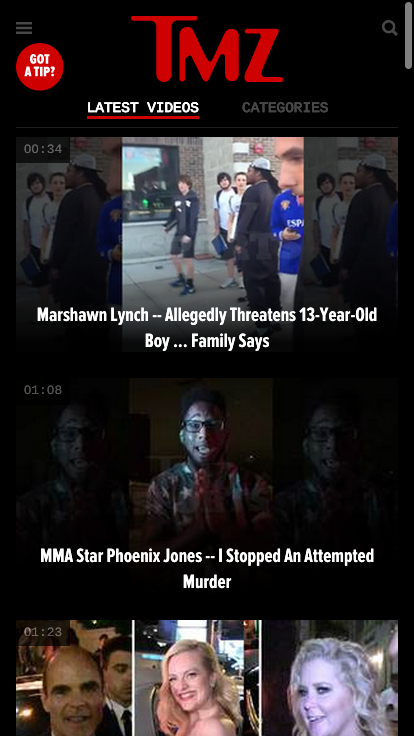 TMZ
GOT
A TIP?
LATEST VIDEOS
CATEGORIES
00:34
Marshawn Lynch -- Allegedly Threatens 13-Year-Old
Boy ... Family Says
01:08
MMA Star Phoenix Jones -- I Stopped An Attempted
Murder
01:23